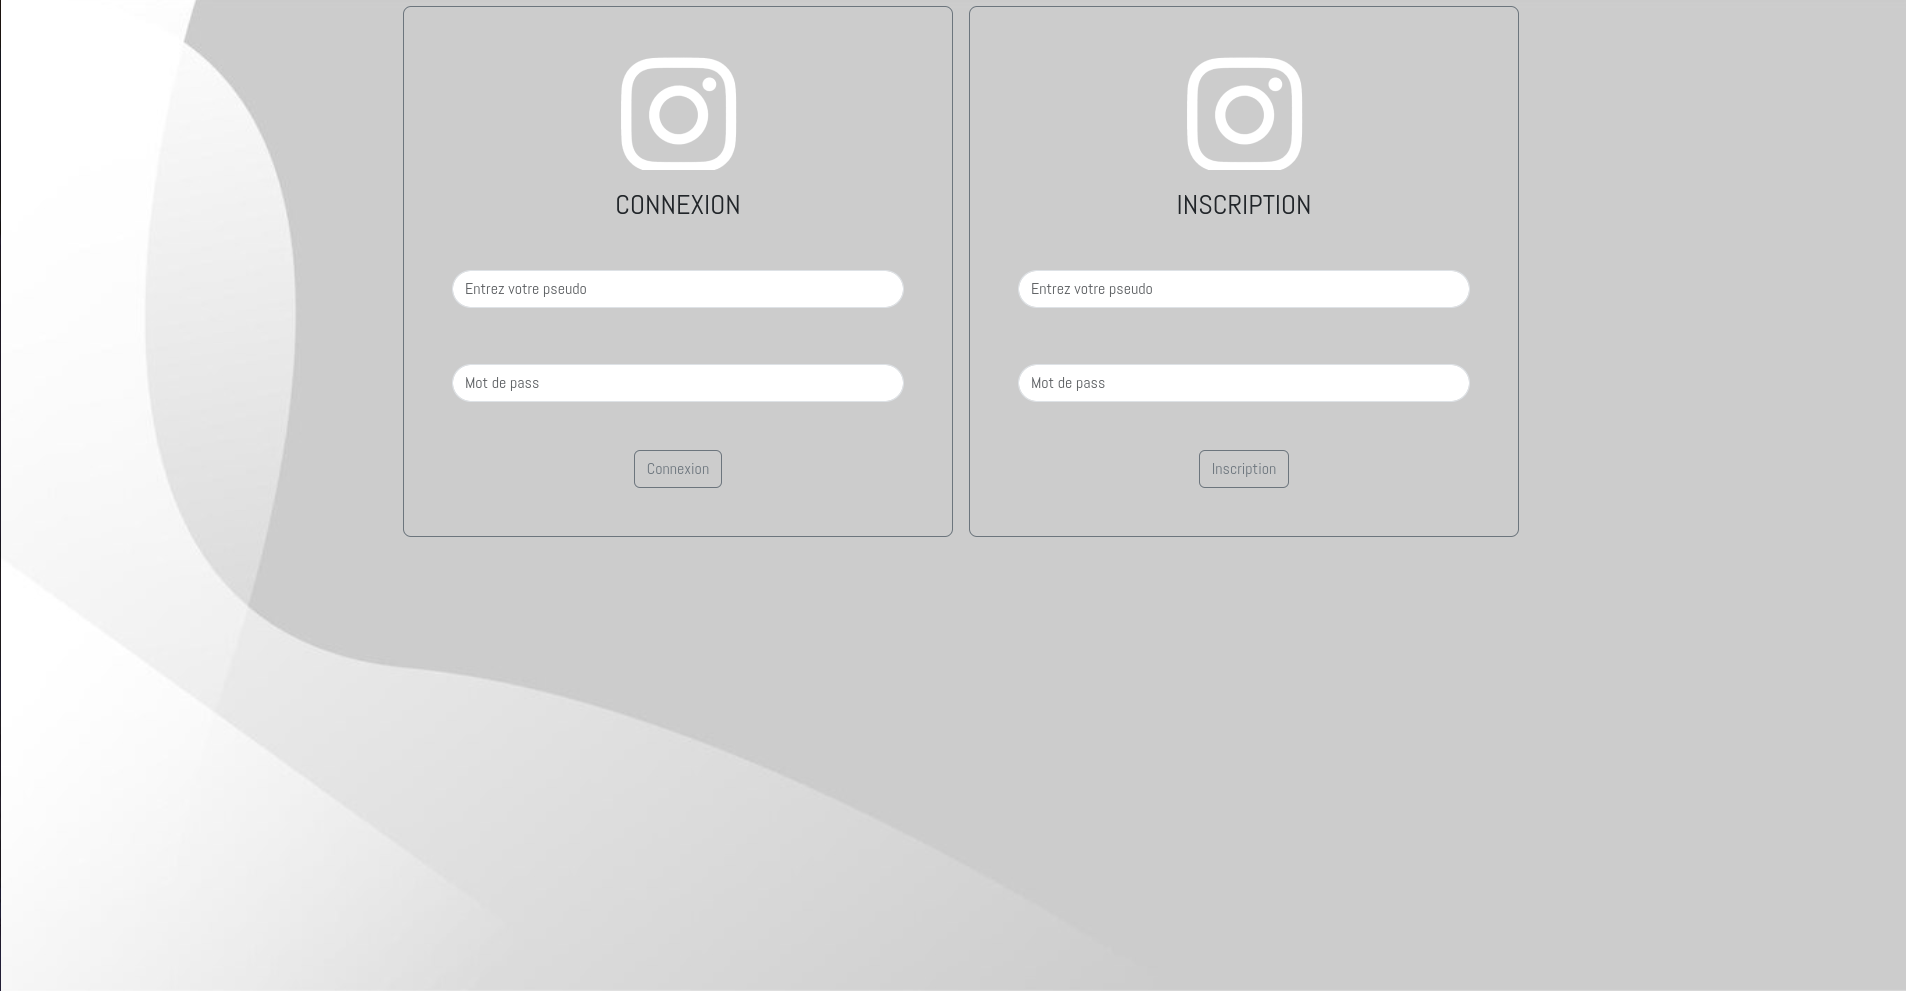 CONNEXION
Entrez votre pseudo
Mot de pass
Connexion
INSCRIPTION
Entrez votre pseudo
Mot de pass
Inscription